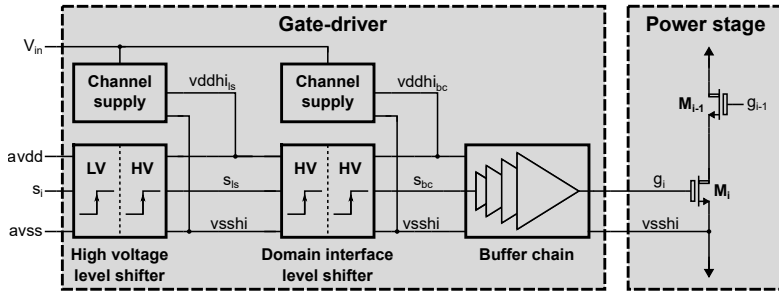 Gate-driver
Power stage
V_in
Channel
supply
vddhi_ls
Channel
supply
vddhi_bc
M_i-1
g_i-1
avdd
LV
HV
HV
HV
s_i
s_ls
s_bc
g_i
M_i
avss
vsshi
vsshi
vsshi
High voltage
level shifter
Domain interface
level shifter
Buffer chain